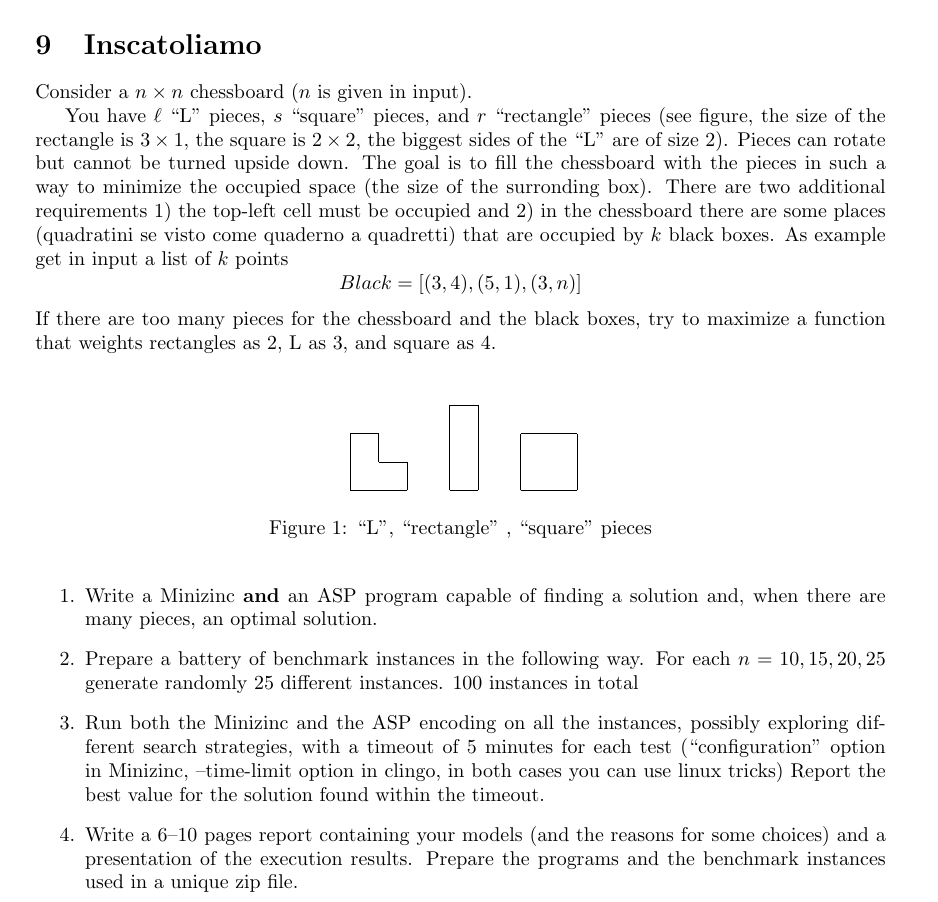 9 Inscatoliamo
Consider a n × n chessboard (n is given in input).
You have ℓ “L” pieces, s “square” pieces, and r “rectangle” pieces (see figure, the size of the
rectangle is 3 × 1, the square is 2 × 2, the biggest sides of the “L” are of size 2). Pieces can rotate
but cannot be turned upside down. The goal is to fill the chessboard with the pieces in such a
way to minimize the occupied space (the size of the surronding box). There are two additional
requirements 1) the top-left cell must be occupied and 2) in the chessboard there are some places
(quadratini se visto come quaderno a quadretti) that are occupied by k black boxes. As example
get in input a list of k points
Black = [(3, 4), (5, 1), (3, n)]
If there are too many pieces for the chessboard and the black boxes, try to maximize a function
that weights rectangles as 2, L as 3, and square as 4.
Figure 1: “L”, “rectangle” , “square” pieces
1. Write a Minizinc and an ASP program capable of finding a solution and, when there are
many pieces, an optimal solution.
2. Prepare a battery of benchmark instances in the following way. For each n = 10, 15, 20, 25
generate randomly 25 different instances. 100 instances in total
3. Run both the Minizinc and the ASP encoding on all the instances, possibly exploring dif-
ferent search strategies, with a timeout of 5 minutes for each test (“configuration” option
in Minizinc, –time-limit option in clingo, in both cases you can use linux tricks) Report the
best value for the solution found within the timeout.
4. Write a 6–10 pages report containing your models (and the reasons for some choices) and a
presentation of the execution results. Prepare the programs and the benchmark instances
used in a unique zip file.